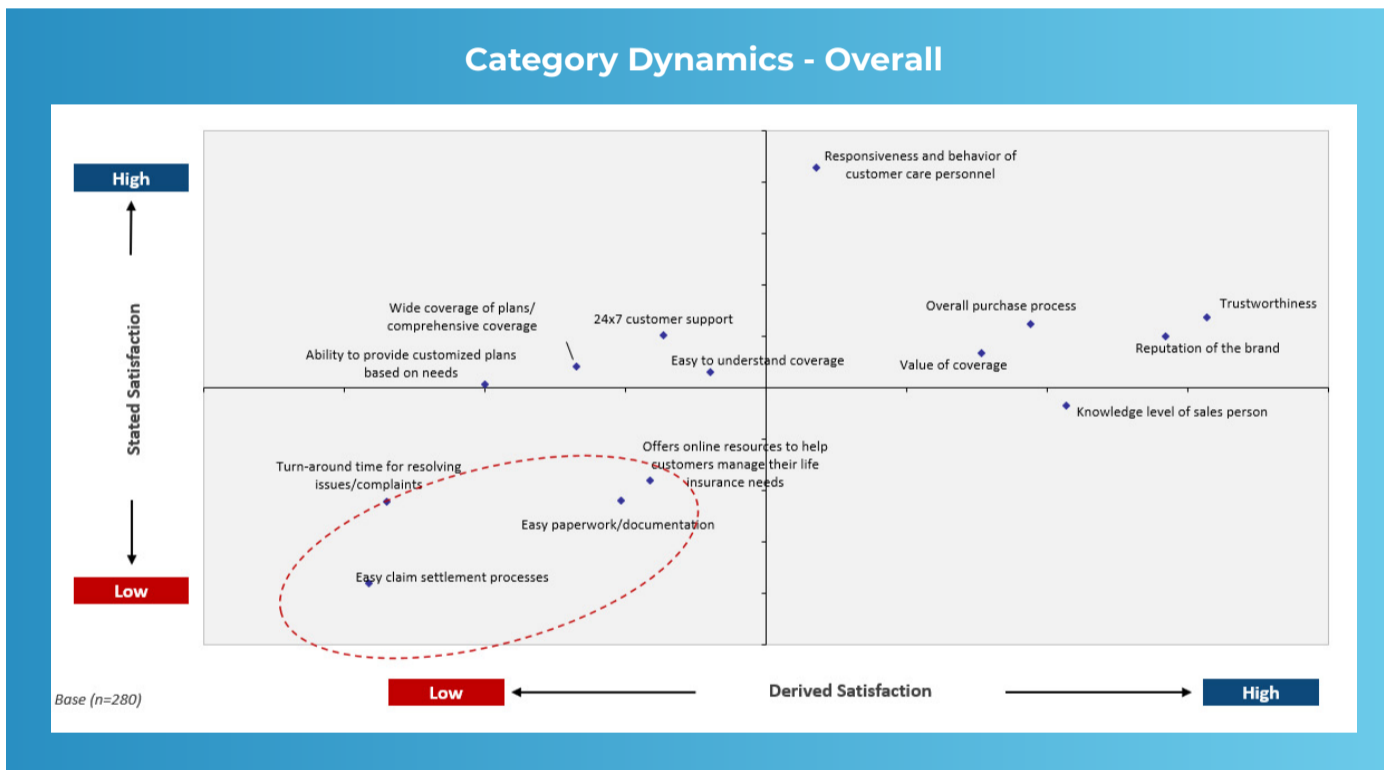 Category Dynamics - Overall
High
Stated Satisfaction
Low
Responsiveness and behavior of
customer care personnel
Wide coverage of plans/
comprehensive coverage
24x7 customer support
Overall purchase process
Trustworthiness
Ability to provide customized plans
based on needs
Easy to understand coverage
Value of coverage
Reputation of the brand
Knowledge level of sales person
Turn-around time for resolving
issues/complaints
Offers online resources to help
customers manage their life
insurance needs
Easy paperwork/documentation
Easy claim settlement processes
Low
Derived Satisfaction
High
Base (n=280)